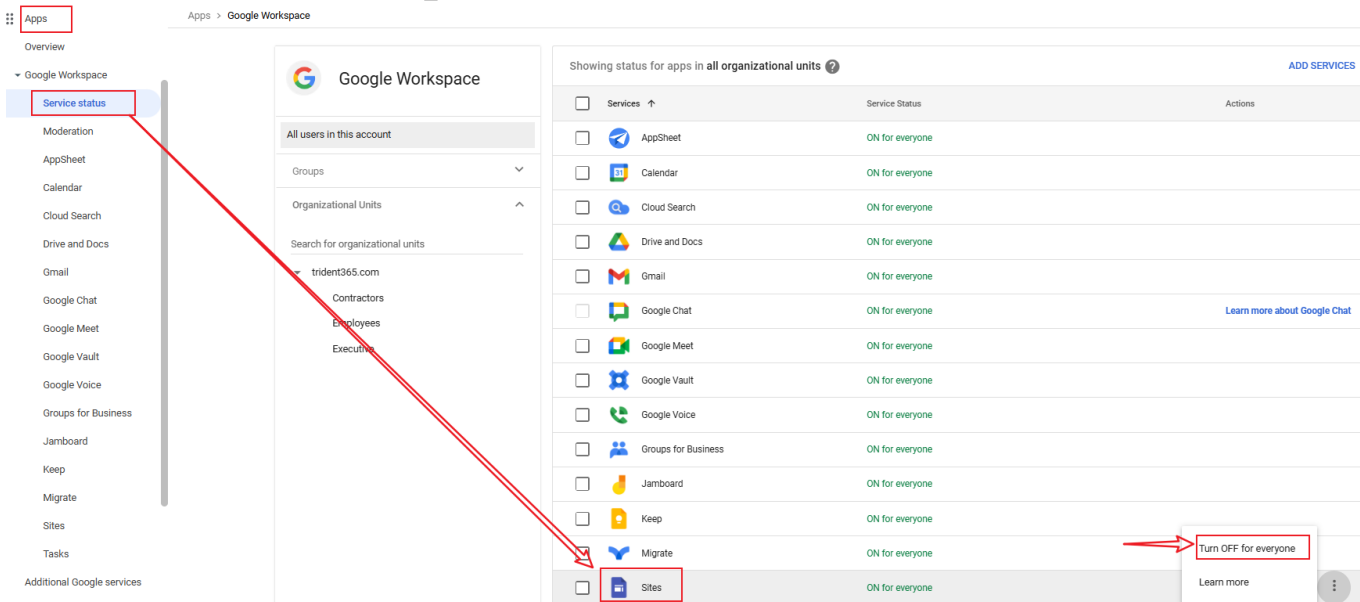 Apps
Overview
Google Workspace
Service status
Moderation
AppSheet
Calendar
Cloud Search
Drive and Docs
Gmail
Google Chat
Google Meet
Google Vault
Google Voice
Groups for Business
Jamboard
Keep
Migrate
Sites
Tasks
Additional Google services
Apps > Google Workspace
Google Workspace
All users in this account
Groups
Organizational Units
Search for organizational units
trident365.com
Contractors
Employees
Executive
Showing status for apps in all organizational units ?
ADD SERVICES
Services Service Status Actions
AppSheet ON for everyone
31 Calendar ON for everyone
Cloud Search ON for everyone
Drive and Docs ON for everyone
Gmail ON for everyone
Google Chat ON for everyone Learn more about Google Chat
Google Meet ON for everyone
Google Vault ON for everyone
Google Voice ON for everyone
Groups for Business ON for everyone
Jamboard ON for everyone
Keep ON for everyone
Migrate ON for everyone
Sites ON for everyone
Turn OFF for everyone
Learn more